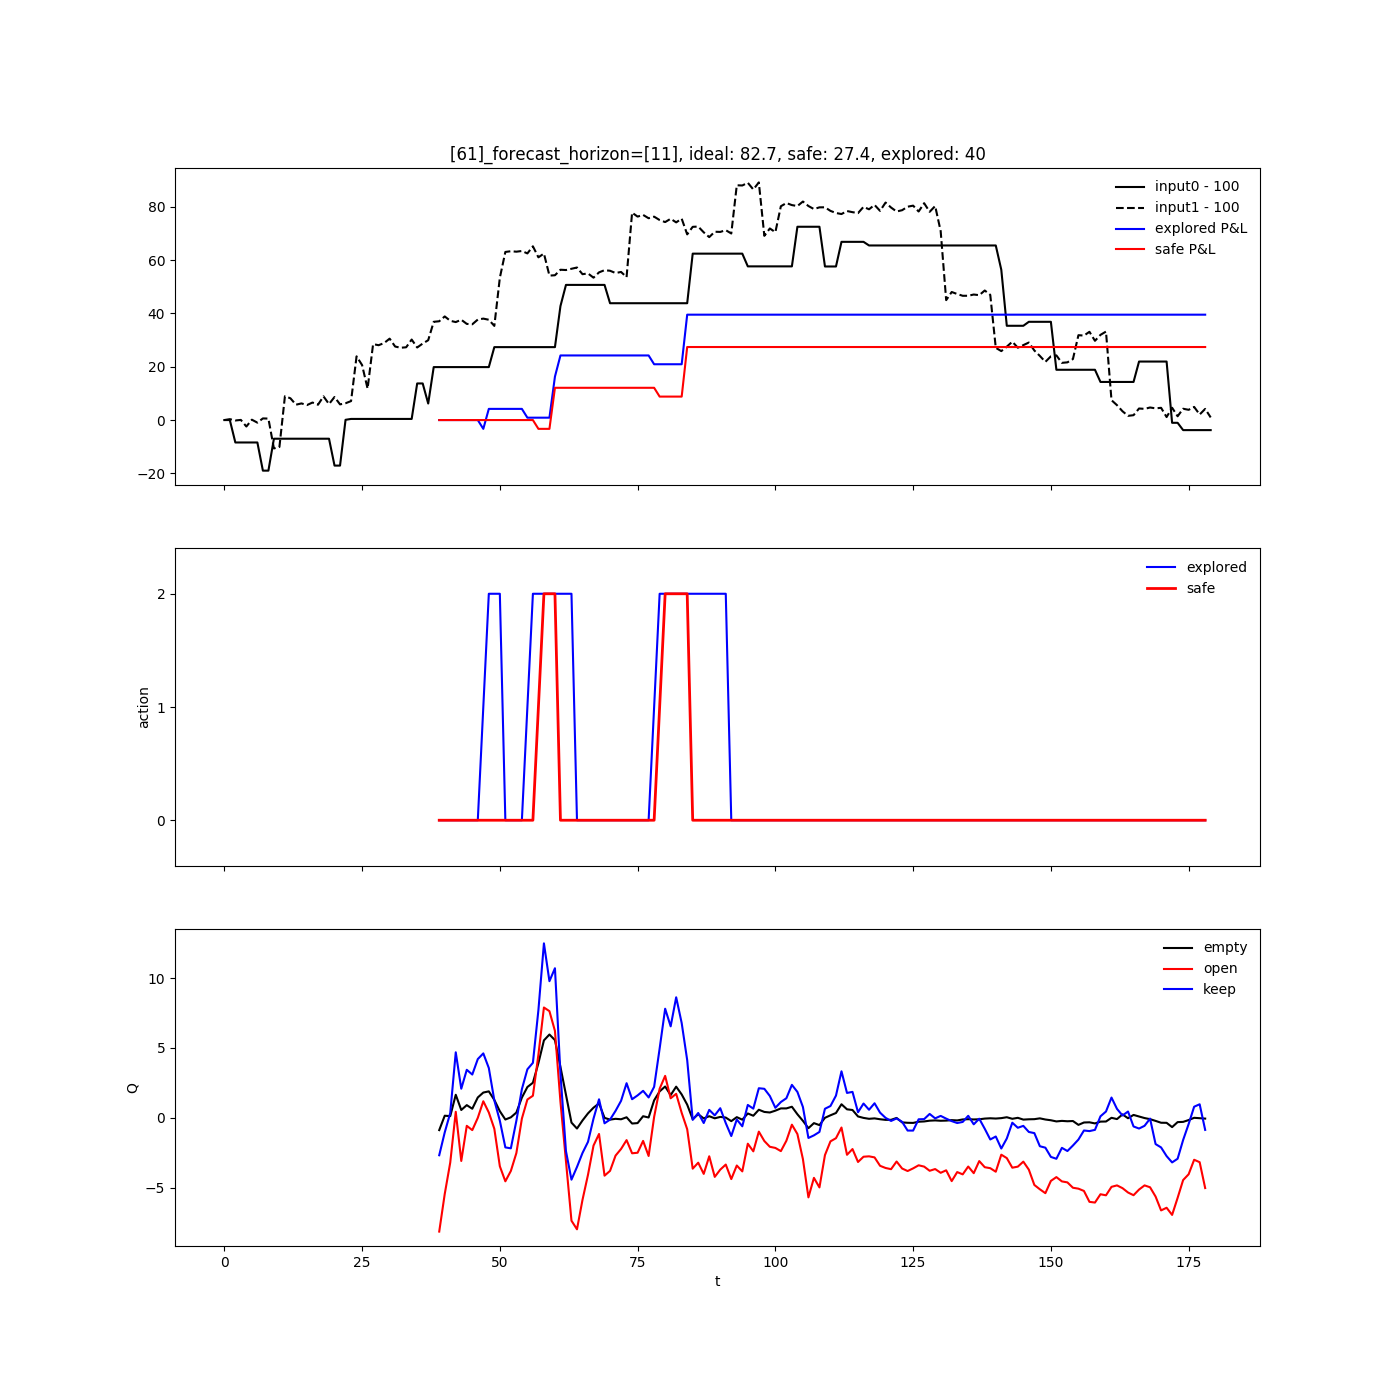 [61]_forecast_horizon=[11], ideal: 82.7, safe: 27.4, explored: 40
input0 - 100
input1 - 100
explored P&L
safe P&L
80
60
40
20
0
−20
explored
safe
2
1
0
action
empty
open
keep
10
5
0
−5
Q
0 25 50 75 100 125 150 175
t